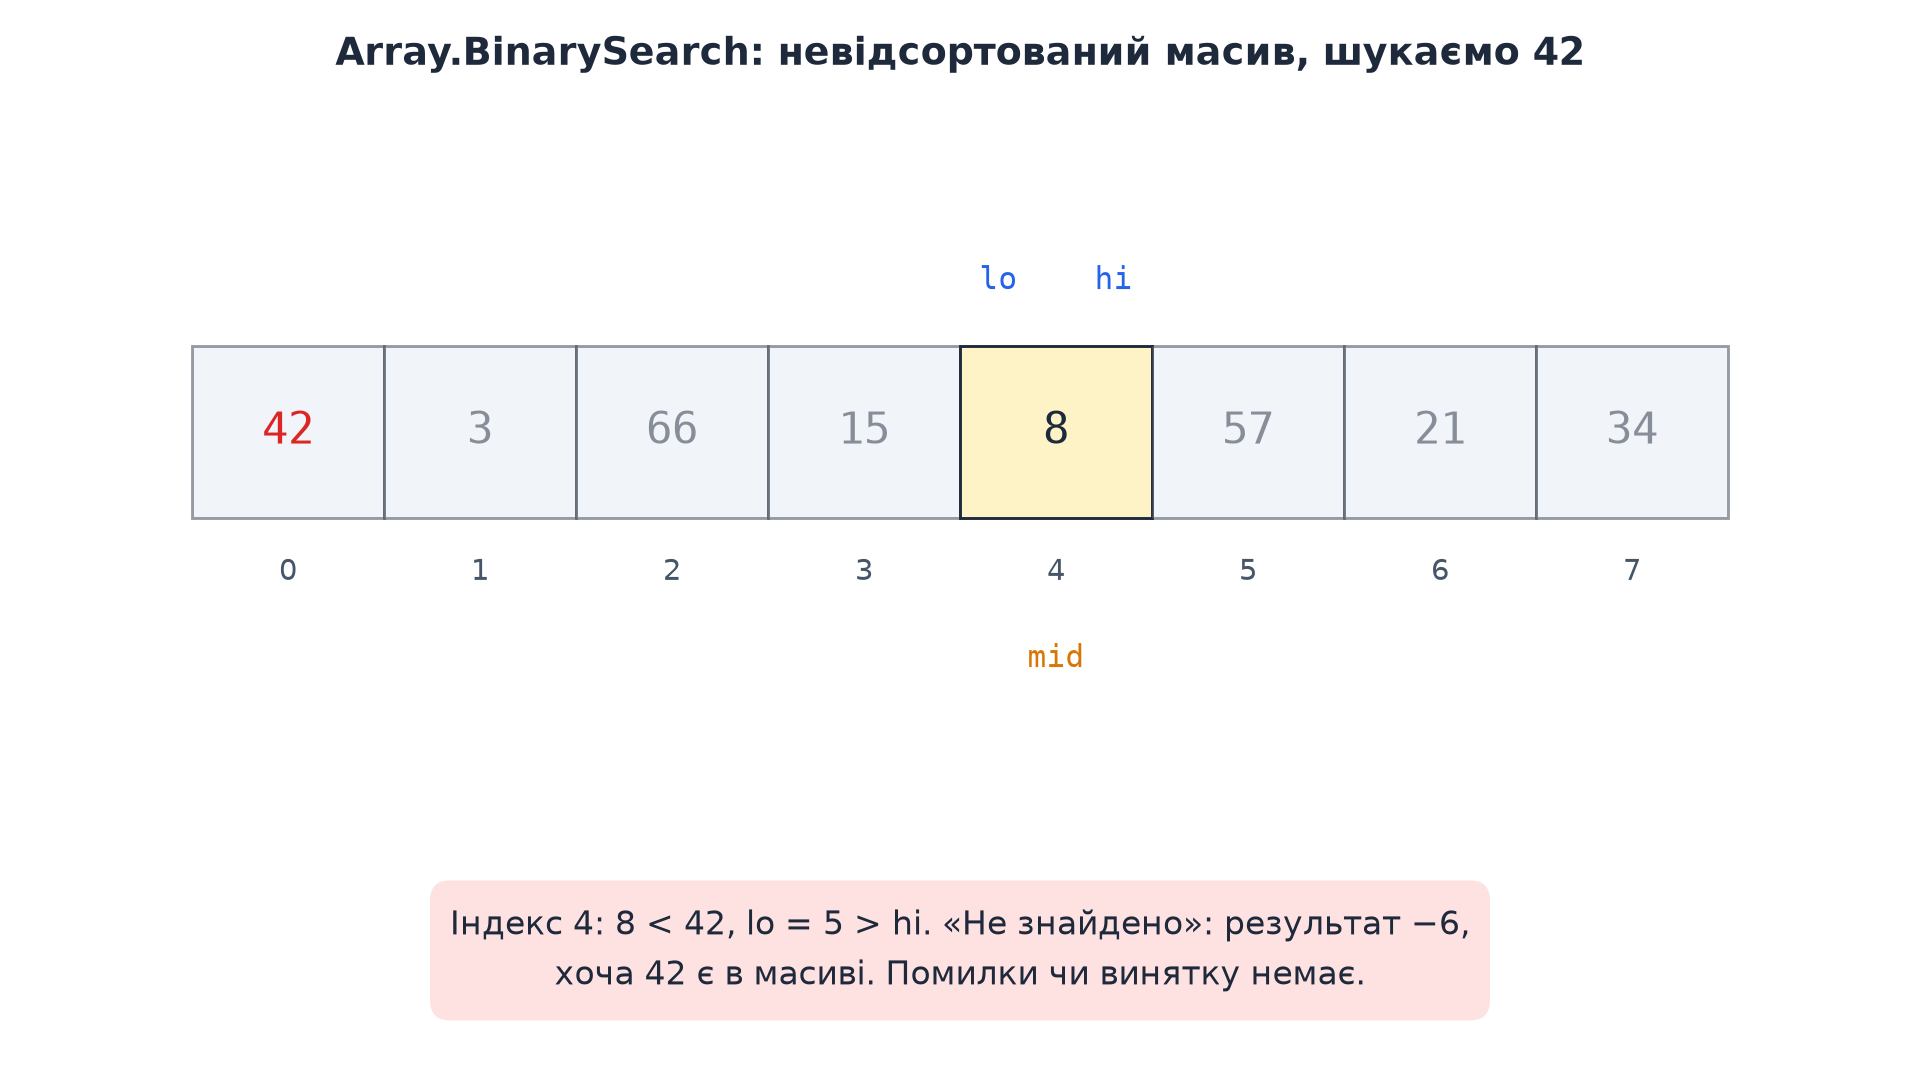 Array.BinarySearch: невідсортований масив, шукаємо 42
lo hi
42 3 66 15 8 57 21 34
0 1 2 3 4 5 6 7
mid
Індекс 4: 8 < 42, lo = 5 > hi. «Не знайдено»: результат −6,
хоча 42 є в масиві. Помилки чи винятку немає.